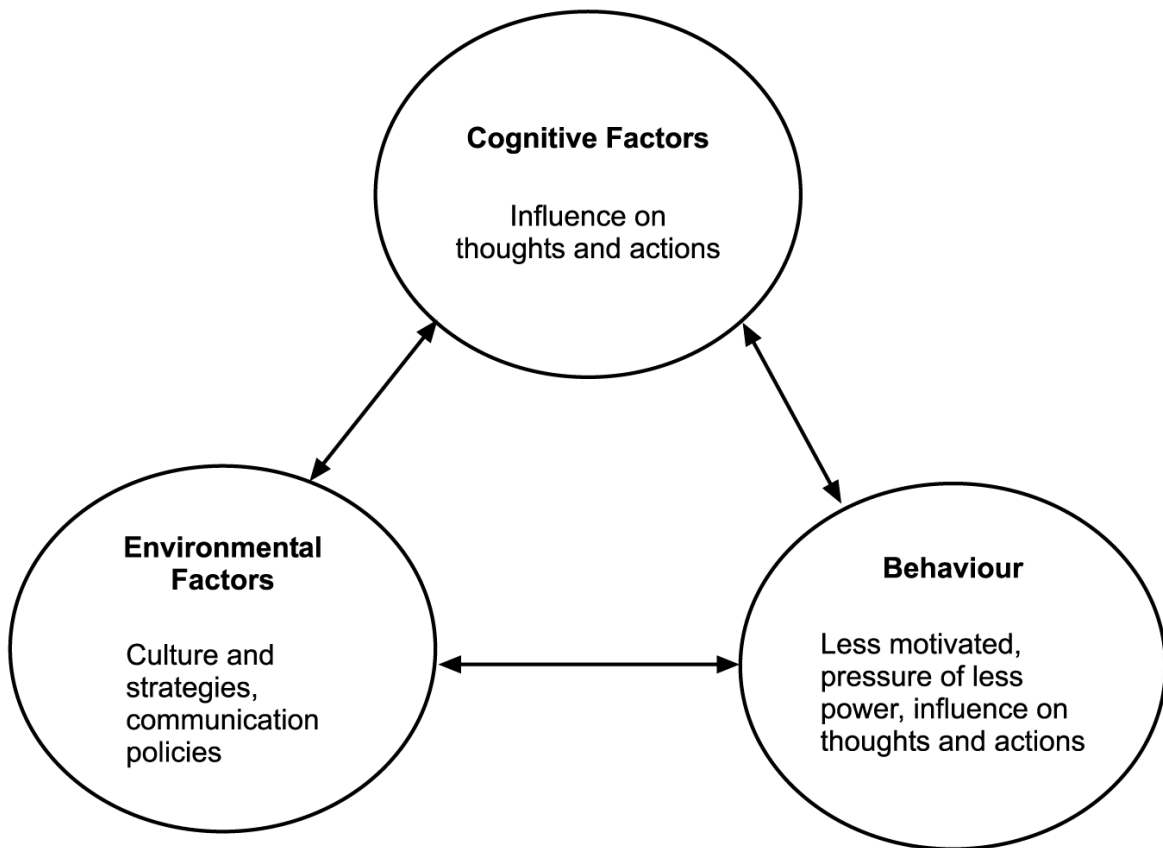 Cognitive Factors
Influence on
thoughts and actions
Environmental
Factors
Culture and
strategies,
communication
policies
Behaviour
Less motivated,
pressure of less
power, influence on
thoughts and actions